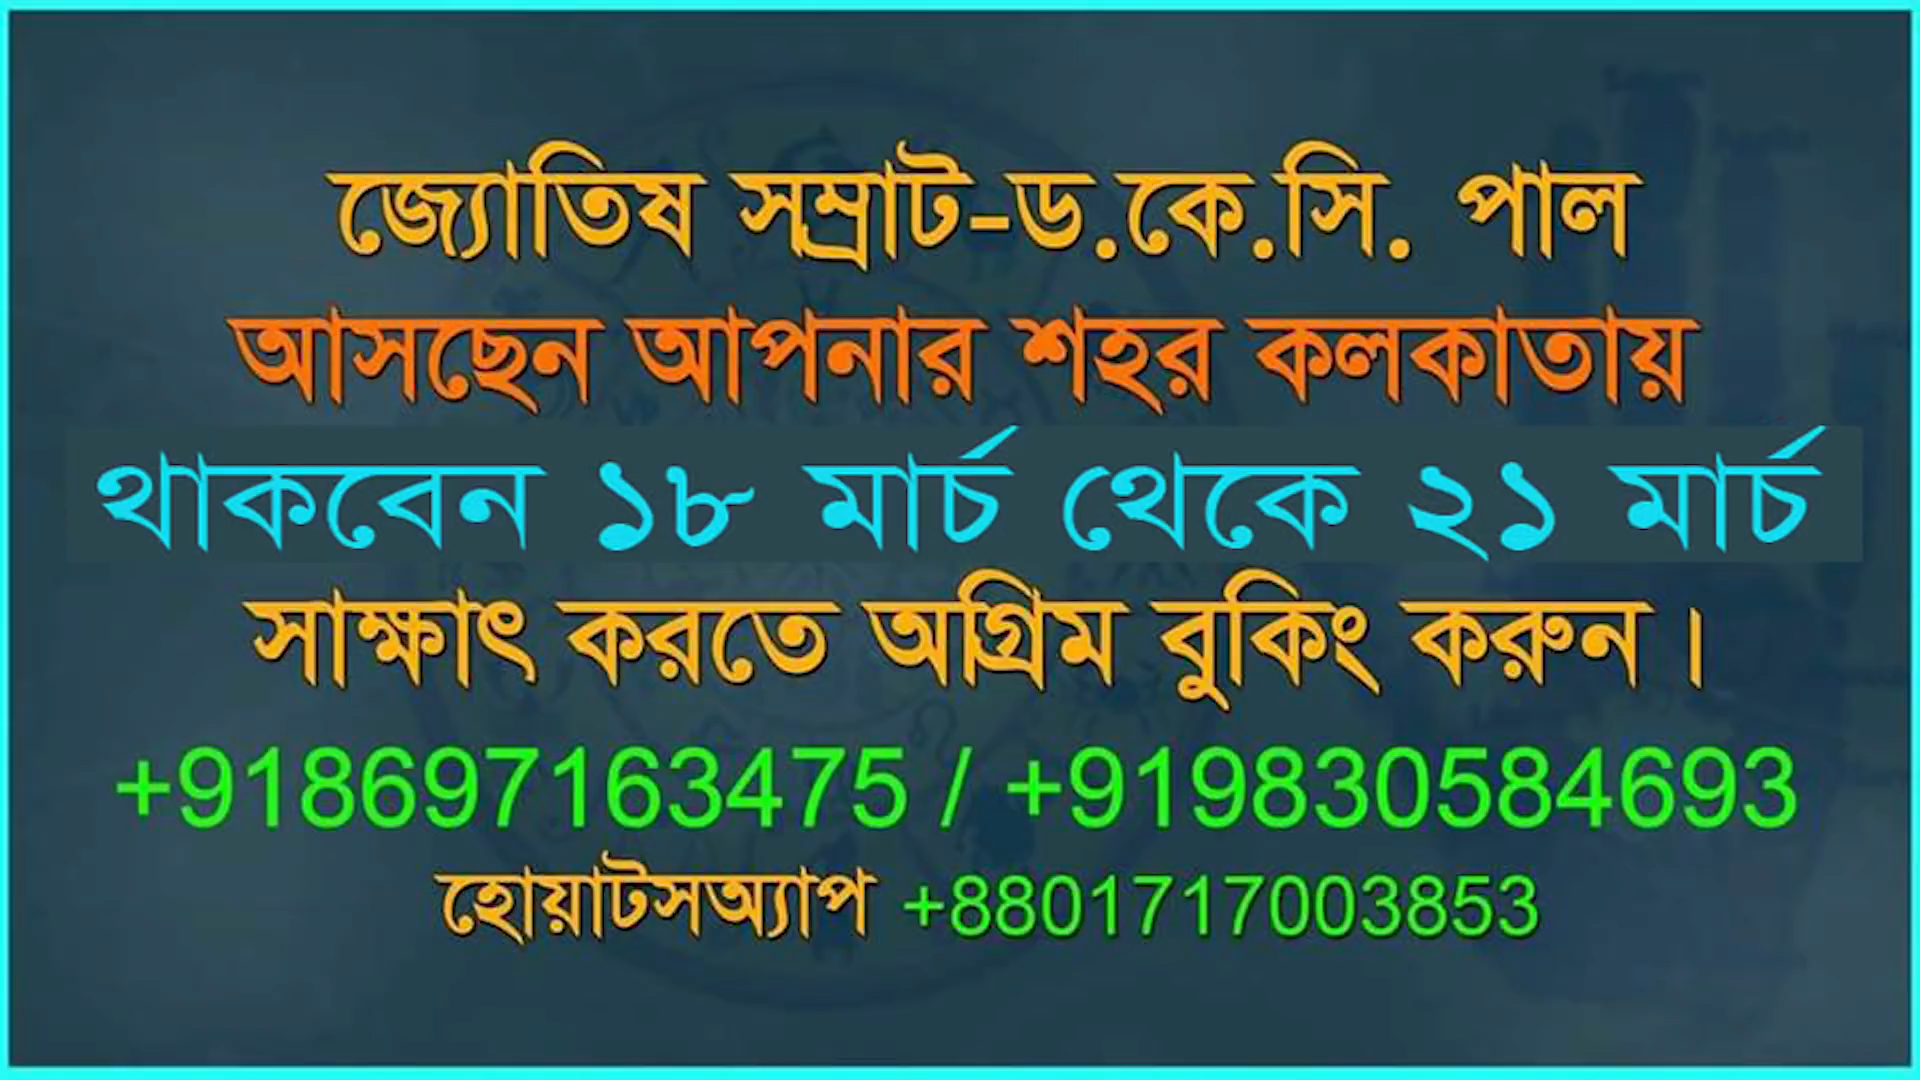 জ্যোতিষ সম্রাট-ড.কে.সি. পাল
আসছেন আপনার শহর কলকাতায়
থাকবেন ১৮ মার্চ থেকে ২১ মার্চ
সাক্ষাৎ করতে অগ্রিম বুকিং করুন।
+918697163475 / +919830584693
হোয়াটসঅ্যাপ +8801717003853